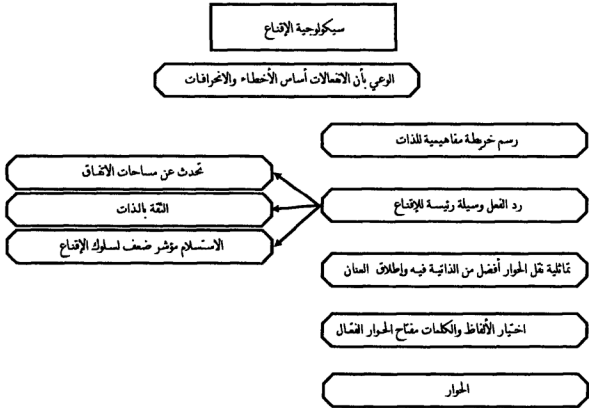 سيكولوجية الإقناع
الوعي بأن الانفعالات أساس الأخطاء والانحرافات
رسم خريطة مفاهيمية للذات
رد الفعل وسيلة رئيسة للإقناع
تحدث عن مساحات الاتفاق
الثقة بالذات
الاستسلام مؤشر ضعف لسلوك الإقناع
تماثلية نقل الحوار أفضل من الذاتية فيه وإطلاق العنان
اختيار الألفاظ والكلمات مفتاح الحوار الفعّال
الحوار